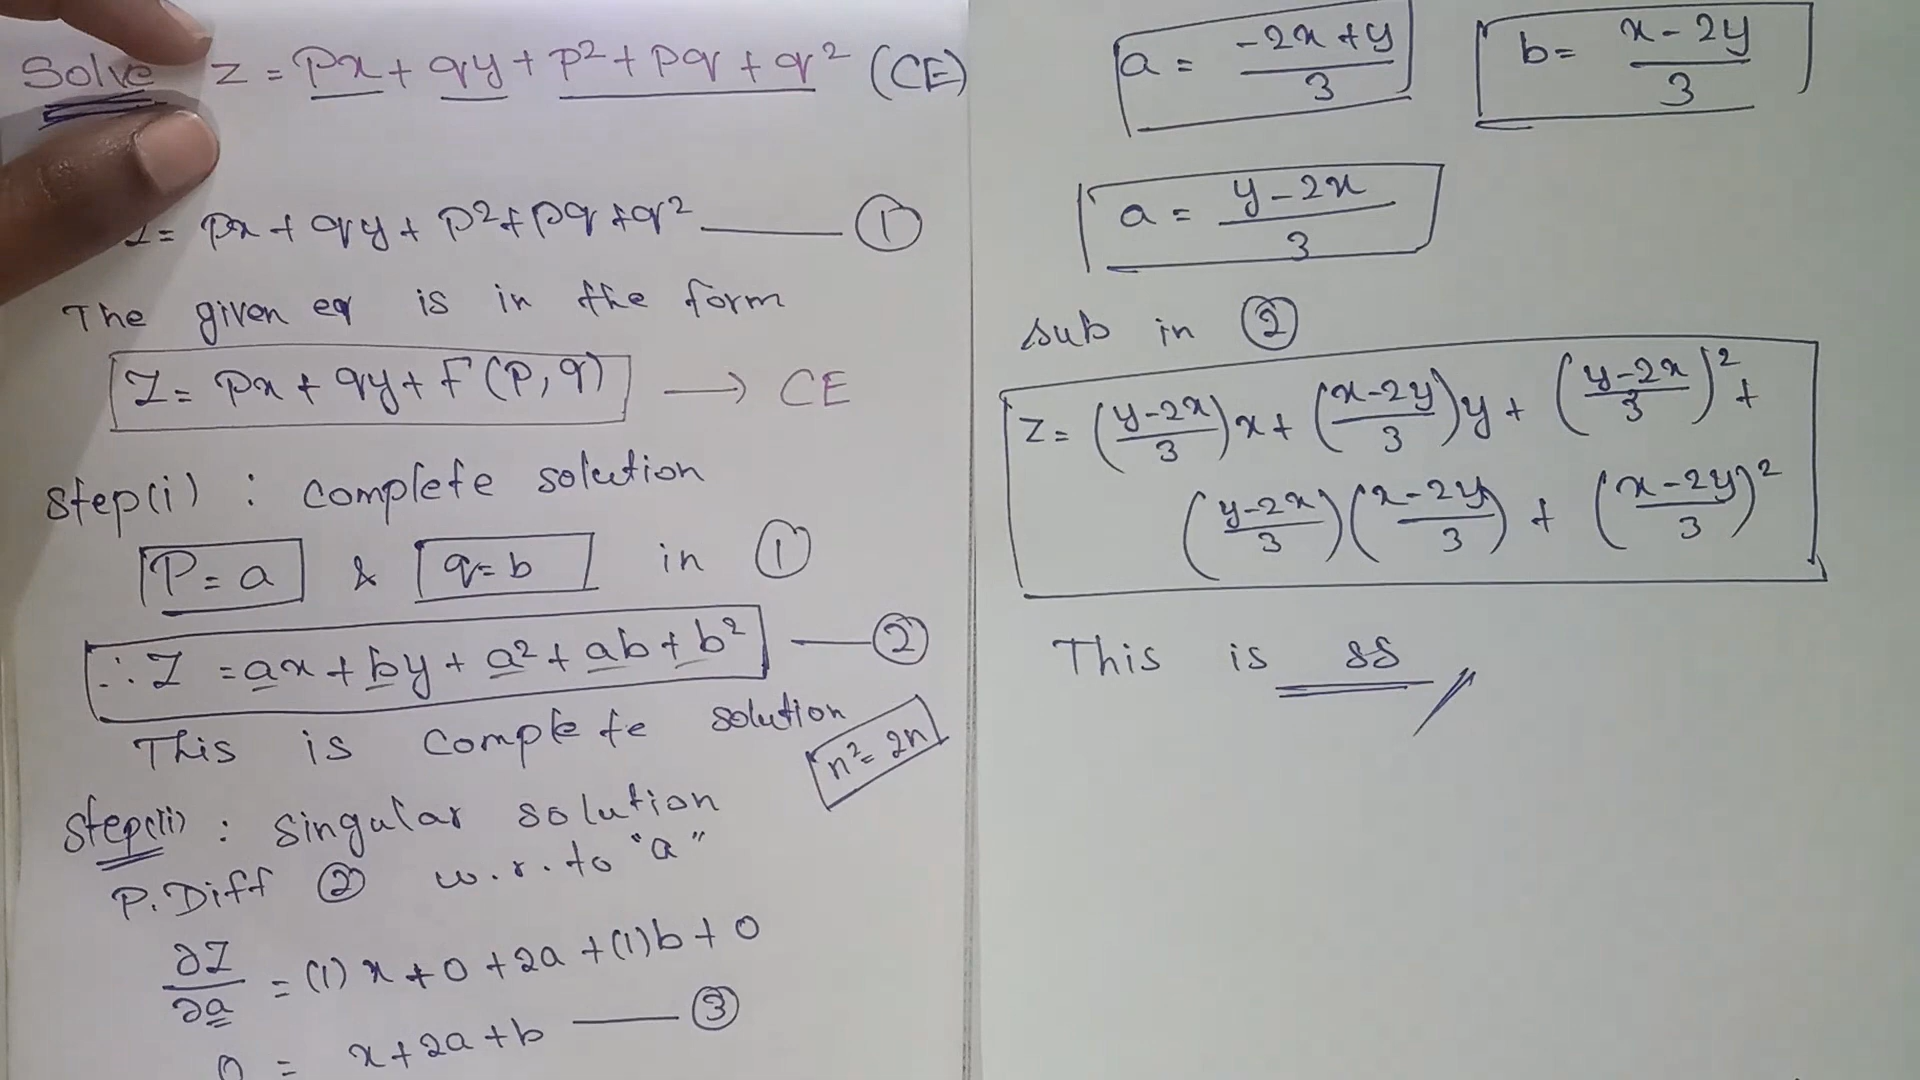 Solve z = px + qy + p² + pq + q² (CE)
z = px + qy + p² + pq + q² —— ①
The given eq is in the form
z = px + qy + F(p, q) → CE
step(i) : complete solution
p = a & q = b in ①
∴ z = ax + by + a² + ab + b² —— ②
This is complete solution
n² = 2n
step(ii) : singular solution
P. Diff ② w.r.to "a"
∂z/∂a = (1) x + 0 + 2a + (1)b + 0
0 = x + 2a + b —— ③
a = (-2x + y)/3 b = (x - 2y)/3
a = (y - 2x)/3
sub in ②
z = ((y-2x)/3)x + ((x-2y)/3)y + ((y-2x)/3)² +
((y-2x)/3)((x-2y)/3) + ((x-2y)/3)²
This is SS